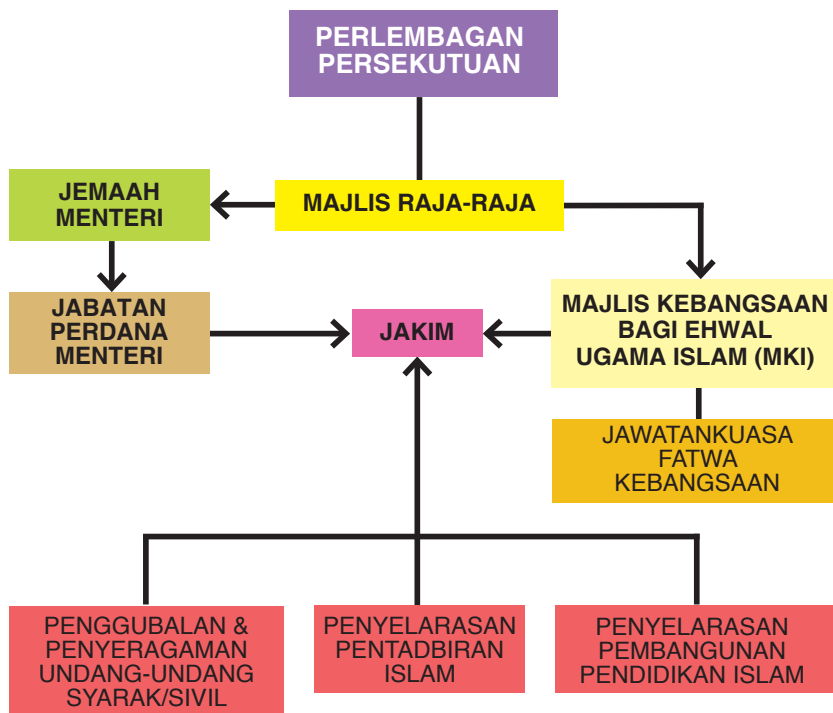 PERLEMBAGAN
PERSEKUTUAN
JEMAAH
MENTERI
MAJLIS RAJA-RAJA
JABATAN
PERDANA
MENTERI
JAKIM
MAJLIS KEBANGSAAN
BAGI EHWAL
UGAMA ISLAM (MKI)
JAWATANKUASA
FATWA
KEBANGSAAN
PENGGUBALAN &
PENYERAGAMAN
UNDANG-UNDANG
SYARAK/SIVIL
PENYELARASAN
PENTADBIRAN
ISLAM
PENYELARASAN
PEMBANGUNAN
PENDIDIKAN ISLAM